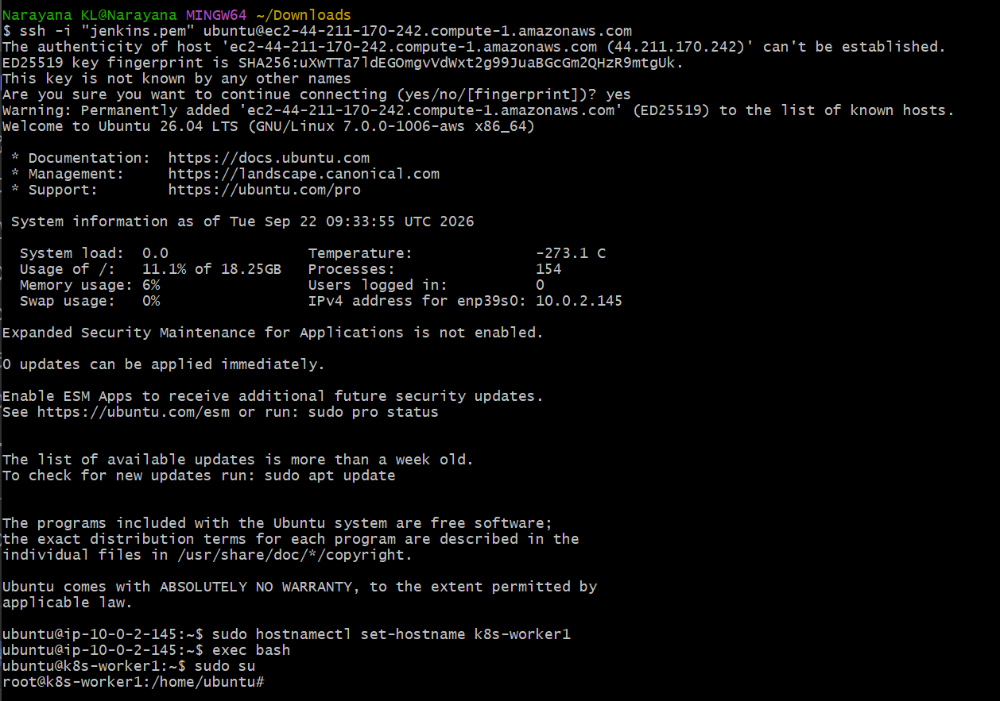 Narayana KL@Narayana MINGW64 ~/Downloads
$ ssh -i "jenkins.pem" ubuntu@ec2-44-211-170-242.compute-1.amazonaws.com
The authenticity of host 'ec2-44-211-170-242.compute-1.amazonaws.com (44.211.170.242)' can't be established.
ED25519 key fingerprint is SHA256:uXwTTa7ldEGOmgvVdWxt2g99JuaBGcGm2QHzR9mtgUk.
This key is not known by any other names
Are you sure you want to continue connecting (yes/no/[fingerprint])? yes
Warning: Permanently added 'ec2-44-211-170-242.compute-1.amazonaws.com' (ED25519) to the list of known hosts.
Welcome to Ubuntu 26.04 LTS (GNU/Linux 7.0.0-1006-aws x86_64)
* Documentation:  https://docs.ubuntu.com
* Management:     https://landscape.canonical.com
* Support:        https://ubuntu.com/pro
System information as of Tue Sep 22 09:33:55 UTC 2026
System load:  0.0                Temperature:              -273.1 C
Usage of /:   11.1% of 18.25GB   Processes:                154
Memory usage: 6%                 Users logged in:          0
Swap usage:   0%                 IPv4 address for enp39s0: 10.0.2.145
Expanded Security Maintenance for Applications is not enabled.
0 updates can be applied immediately.
Enable ESM Apps to receive additional future security updates.
See https://ubuntu.com/esm or run: sudo pro status
The list of available updates is more than a week old.
To check for new updates run: sudo apt update
The programs included with the Ubuntu system are free software;
the exact distribution terms for each program are described in the
individual files in /usr/share/doc/*/copyright.
Ubuntu comes with ABSOLUTELY NO WARRANTY, to the extent permitted by
applicable law.
ubuntu@ip-10-0-2-145:~$ sudo hostnamectl set-hostname k8s-worker1
ubuntu@ip-10-0-2-145:~$ exec bash
ubuntu@k8s-worker1:~$ sudo su
root@k8s-worker1:/home/ubuntu#